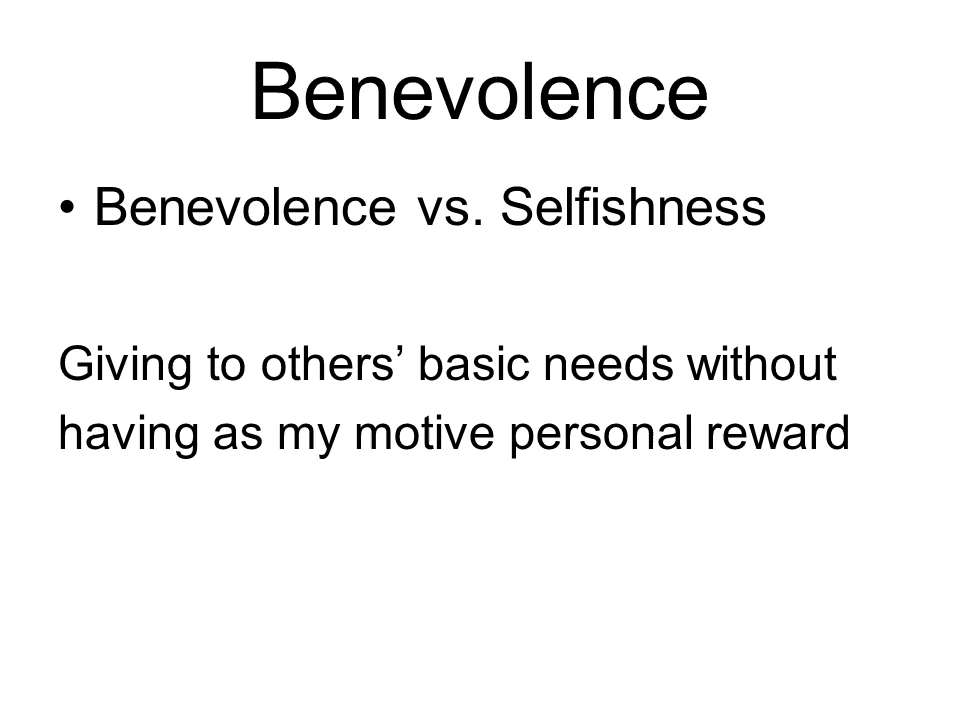 Benevolence
• Benevolence vs. Selfishness
Giving to others’ basic needs without
having as my motive personal reward